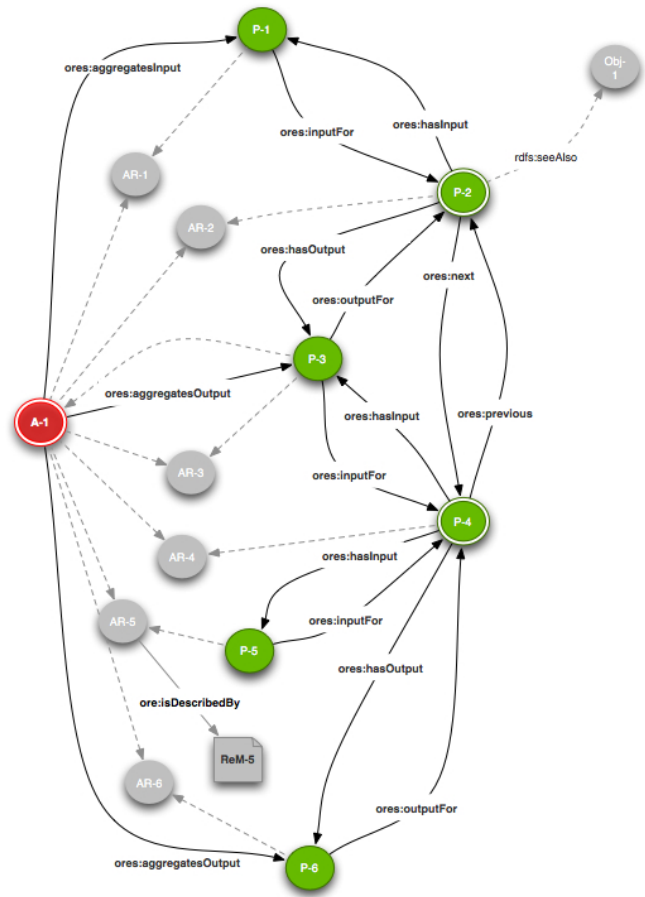 P-1
ores:aggregatesInput
Obj-
1
ores:hasInput
ores:inputFor
rdfs:seeAlso
AR-1
P-2
AR-2
ores:hasOutput
ores:next
ores:outputFor
P-3
ores:aggregatesOutput
ores:hasInput
ores:previous
A-1
AR-3
ores:inputFor
P-4
AR-4
ores:hasInput
AR-5
ores:inputFor
P-5
ores:hasOutput
ore:isDescribedBy
ReM-5
AR-6
ores:outputFor
ores:aggregatesOutput
P-6